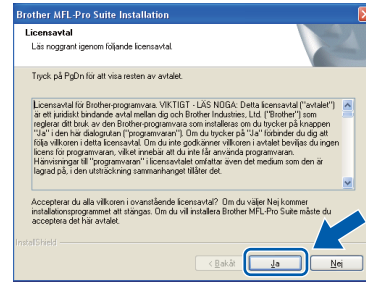 Brother MFL-Pro Suite Installation
Licensavtal
Läs noggrant igenom följande licensavtal.
Tryck på PgDn för att visa resten av avtalet.
Licensavtal för Brother-programvara. VIKTIGT - LÄS NOGA: Detta licensavtal ("avtalet")
är ett juridiskt bindande avtal mellan dig och Brother Industries, Ltd. ("Brother") som
reglerar ditt bruk av den Brother-programvara som installeras om du trycker på knappen
"Ja" i den här dialogrutan ("programvaran"). Om du trycker på "Ja" förbinder du dig att
följa villkoren i detta licensavtal. Om du inte godkänner villkoren i avtalet beviljas du ingen
licens för programvaran, vilket innebär att du inte får använda programvaran.
Hänvisningar till "programvaran" i licensavtalet omfattar även det medium som den är
lagrad på, i den utsträckning sammanhanget tillåter det.
Accepterar du alla villkoren i ovanstående licensavtal? Om du väljer Nej kommer
installationsprogrammet att stängas. Om du vill installera Brother MFL-Pro Suite måste du
acceptera det här avtalet.
InstallShield
< Bakåt
Ja
Nej